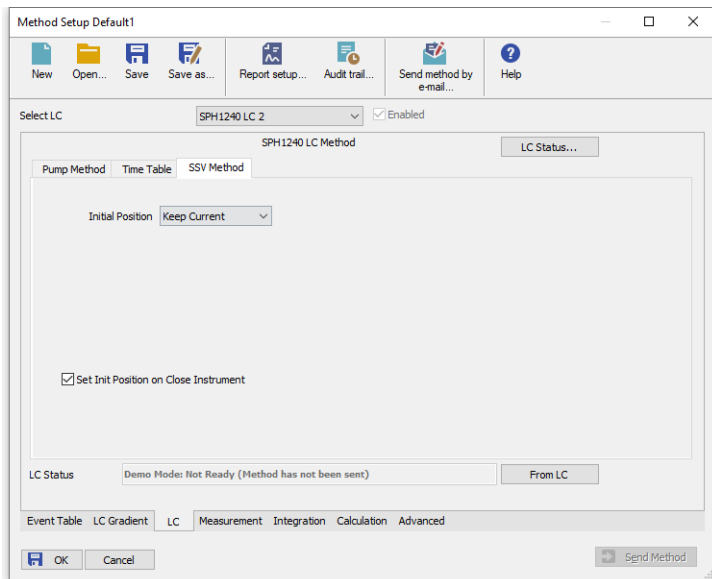 Method Setup Default1
New Open... Save Save as... Report setup... Audit trail... Send method by e-mail... Help
Select LC SPH1240 LC 2 Enabled
SPH1240 LC Method LC Status...
Pump Method Time Table SSV Method
Initial Position Keep Current
Set Init Position on Close Instrument
LC Status Demo Mode: Not Ready (Method has not been sent) From LC
Event Table LC Gradient LC Measurement Integration Calculation Advanced
OK Cancel Send Method